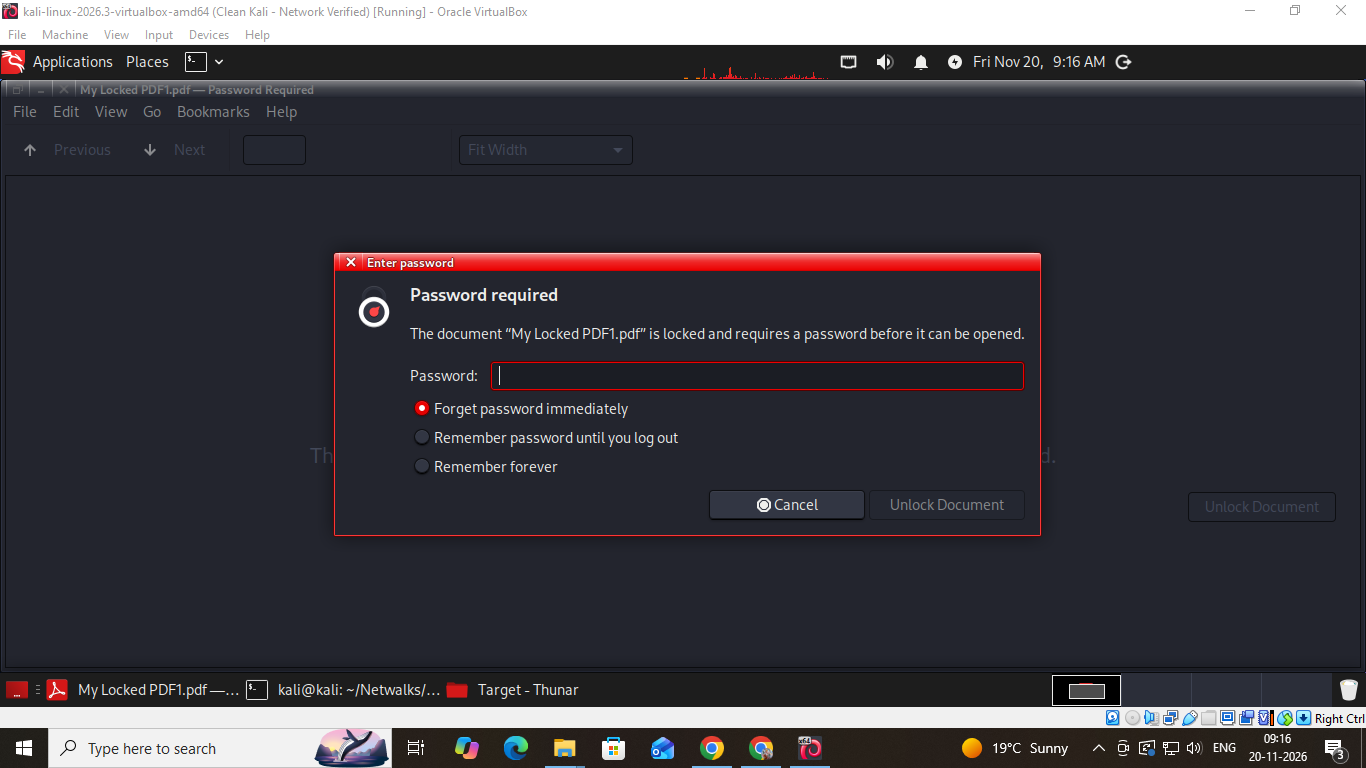 kali-linux-2026.3-virtualbox-amd64 (Clean Kali - Network Verified) [Running] - Oracle VirtualBox
File Machine View Input Devices Help
Applications Places Fri Nov 20, 9:16 AM
My Locked PDF1.pdf — Password Required
File Edit View Go Bookmarks Help
Previous Next Fit Width
Enter password
Password required
The document “My Locked PDF1.pdf” is locked and requires a password before it can be opened.
Password:
Forget password immediately
Remember password until you log out
Th d.
Remember forever
Cancel Unlock Document
Unlock Document
My Locked PDF1.pdf —... kali@kali: ~/Netwalks/... Target - Thunar
Right Ctrl
Type here to search 19°C Sunny ENG 09:16
20-11-2026 3